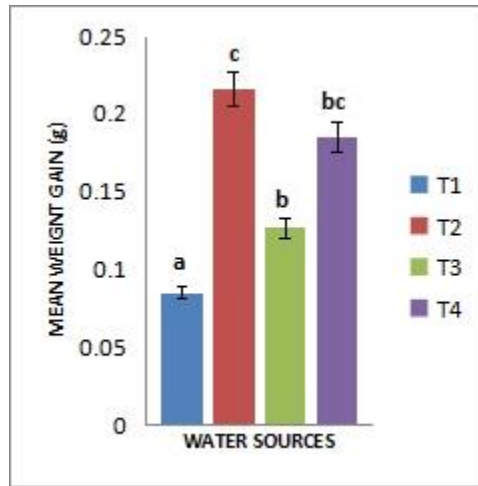 MEAN WEIGNT GAIN (g)
0.25
0.2
0.15
0.1
0.05
0
a
c
b
bc
WATER SOURCES
T1
T2
T3
T4